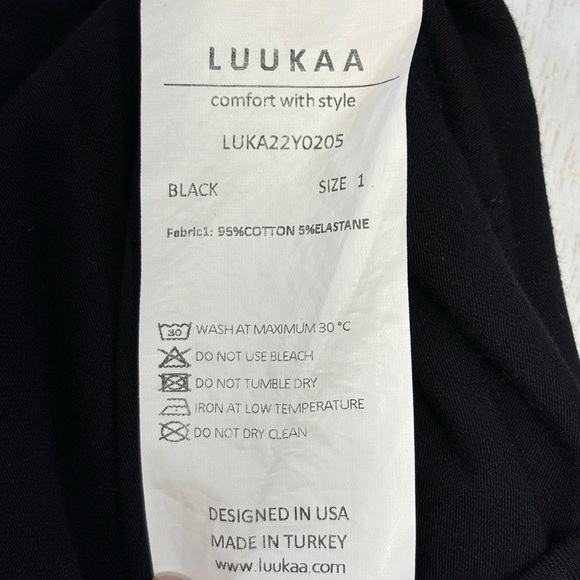 LUUKAA
comfort with style
LUKA22Y0205
BLACK SIZE 1
Fabric1: 95%COTTON 5%ELASTANE
30 WASH AT MAXIMUM 30 °C
DO NOT USE BLEACH
DO NOT TUMBLE DRY
IRON AT LOW TEMPERATURE
DO NOT DRY CLEAN
DESIGNED IN USA
MADE IN TURKEY
www.luukaa.com